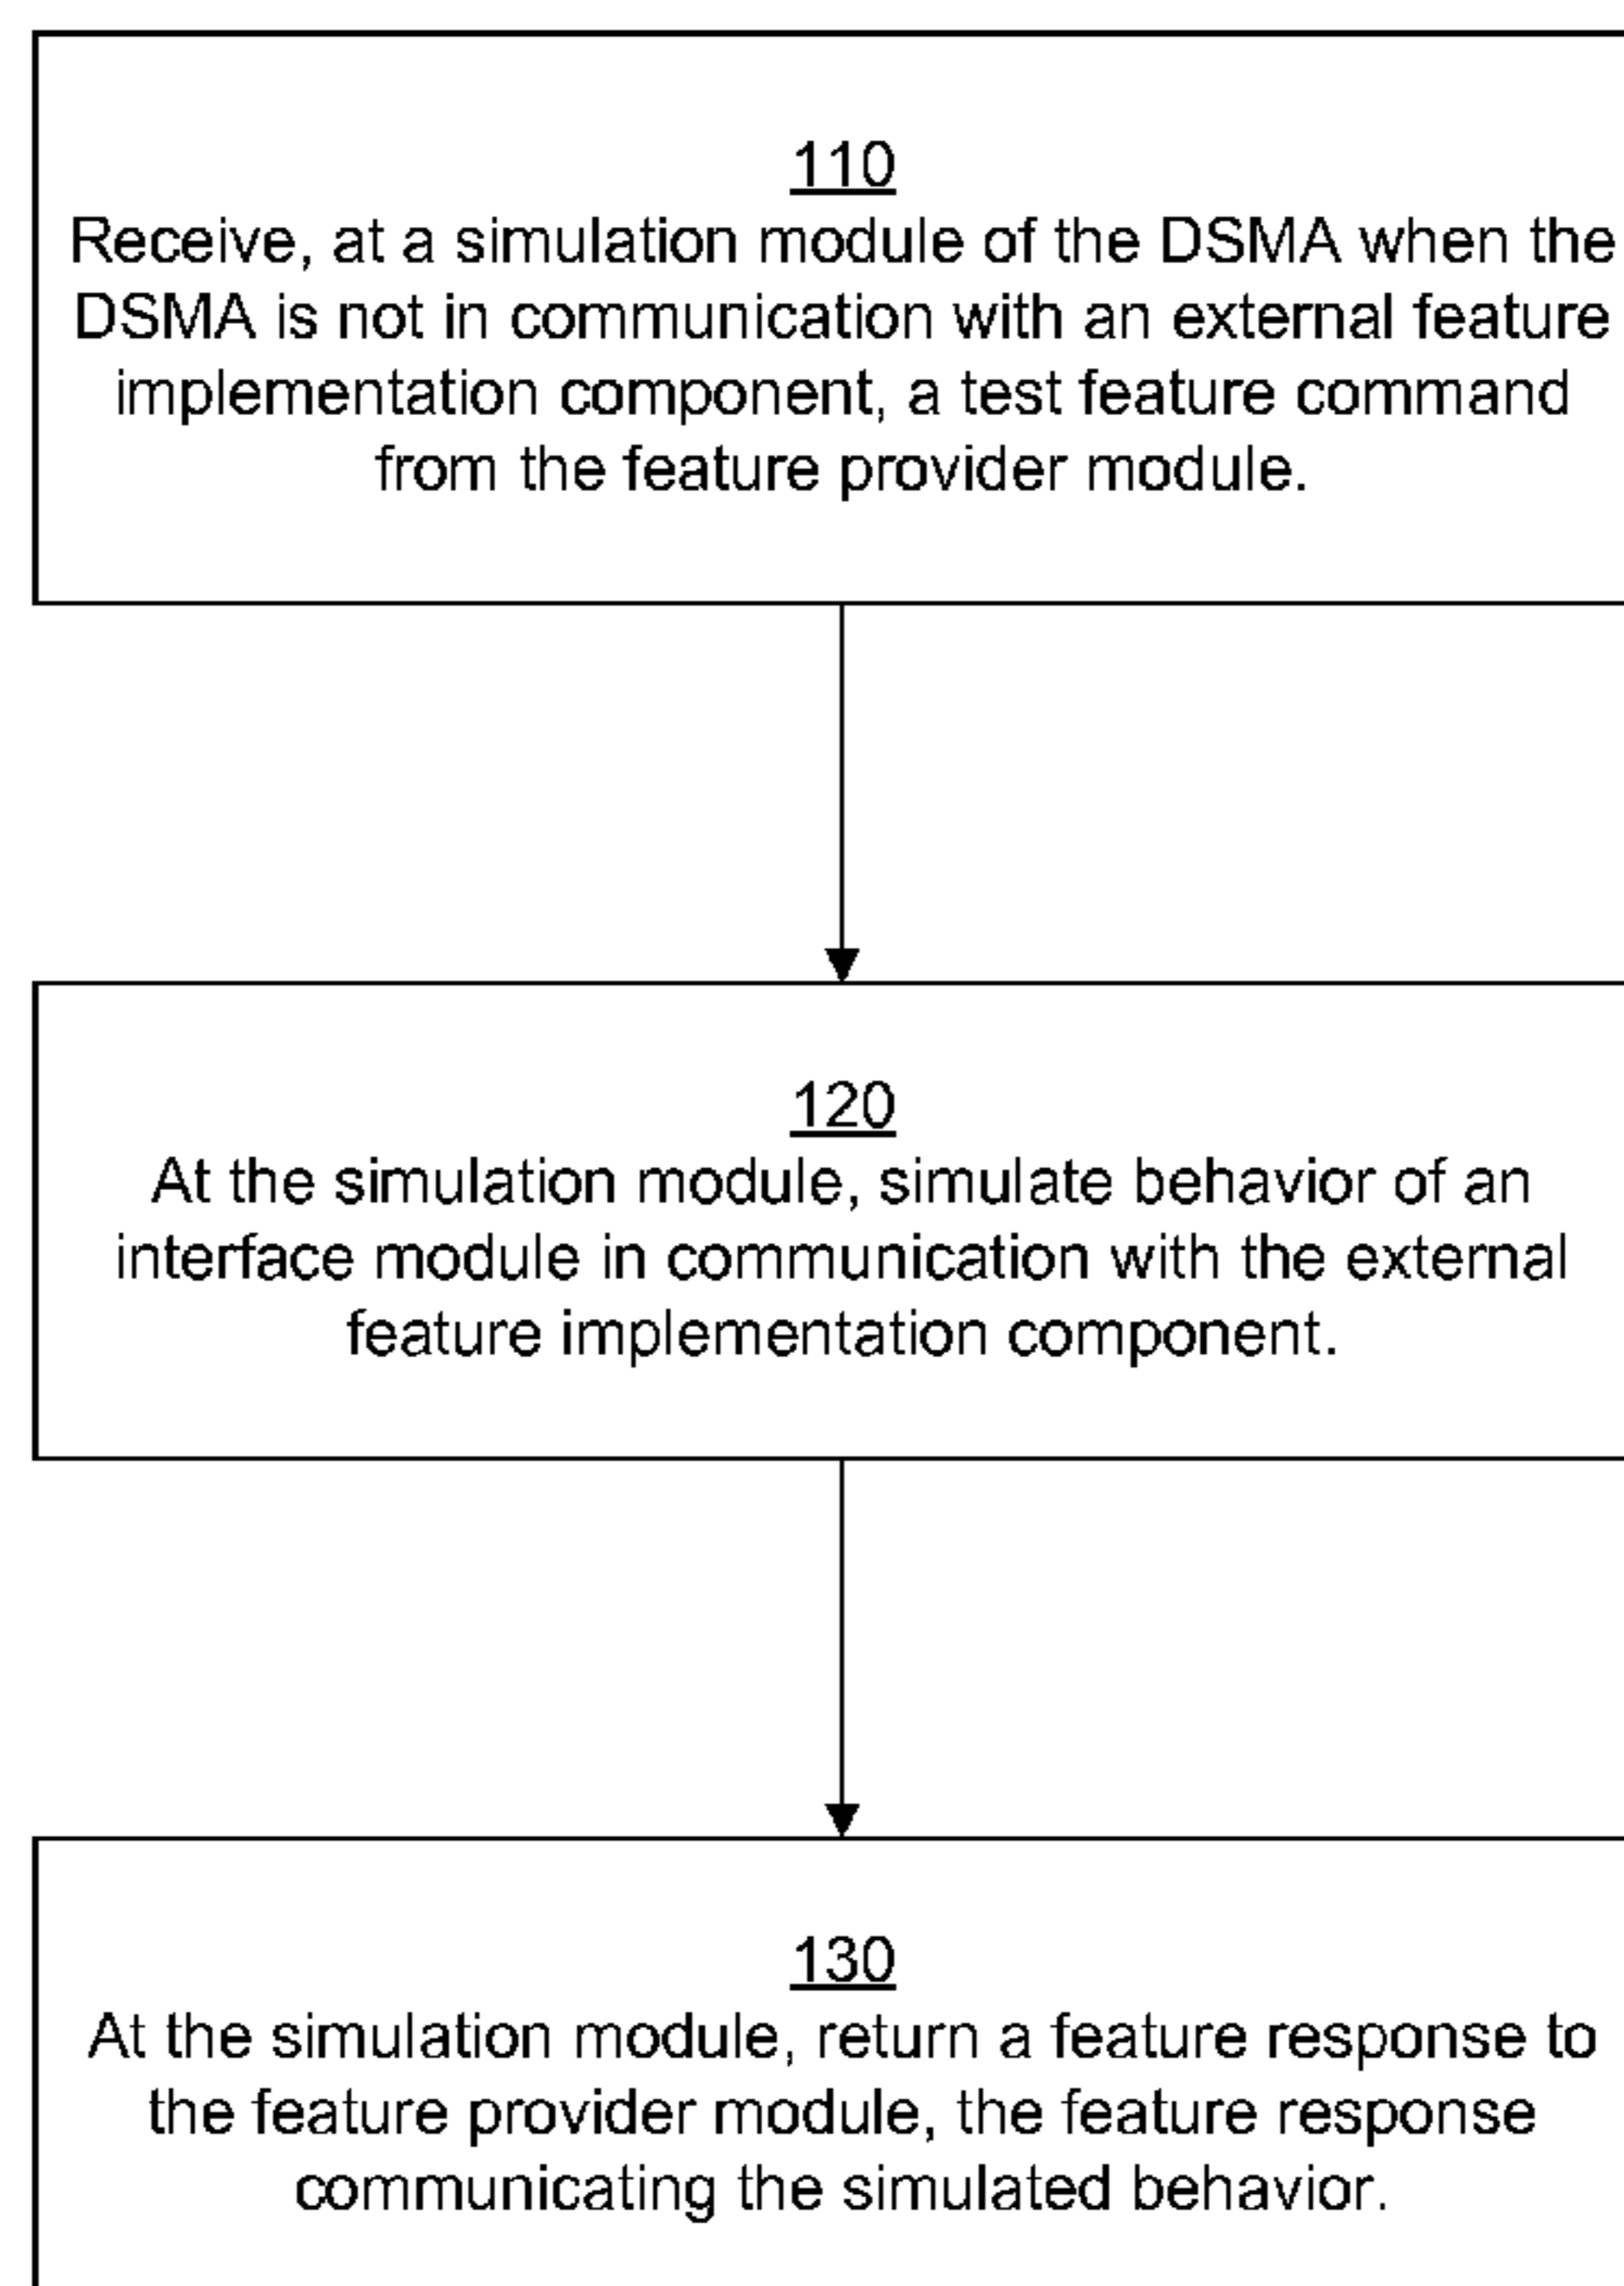 110
Receive, at a simulation module of the DSMA when the
DSMA is not in communication with an external feature
implementation component, a test feature command
from the feature provider module.
120
At the simulation module, simulate behavior of an
interface module in communication with the external
feature implementation component.
130
At the simulation module, return a feature response to
the feature provider module, the feature response
communicating the simulated behavior.